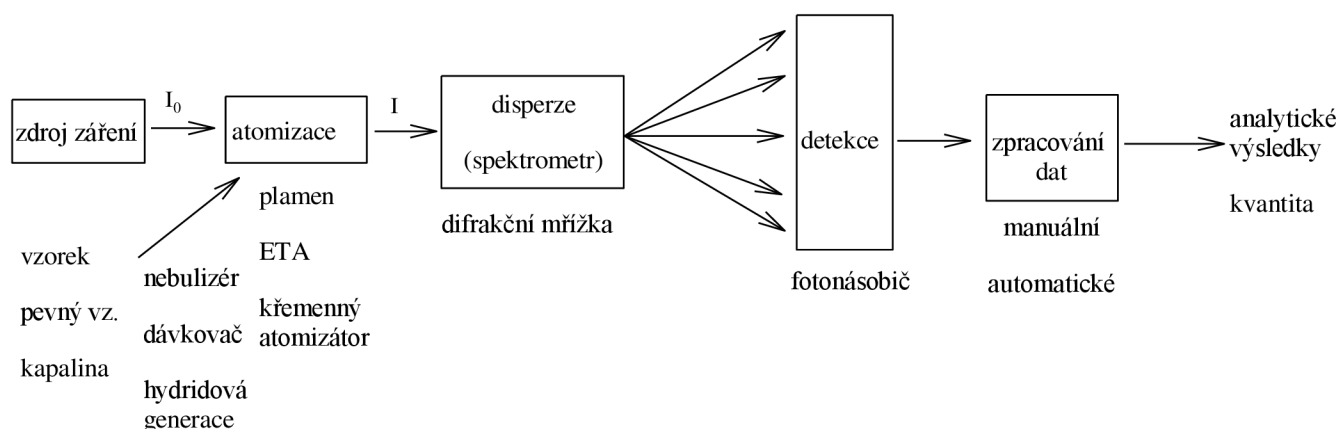 zdroj záření
I0
atomizace
I
disperze
(spektrometr)
detekce
zpracování
dat
analytické
výsledky
kvantita
difrakční mřížka
fotonásobič
manuální
automatické
plamen
ETA
křemenný
atomizátor
vzorek
pevný vz.
kapalina
nebulizér
dávkovač
hydridová
generace